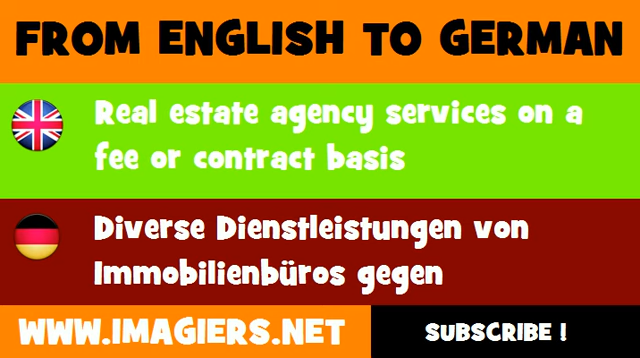 FROM ENGLISH TO GERMAN
Real estate agency services on a
fee or contract basis
Diverse Dienstleistungen von
Immobilienbüros gegen
WWW.IMAGIERS.NET
SUBSCRIBE !